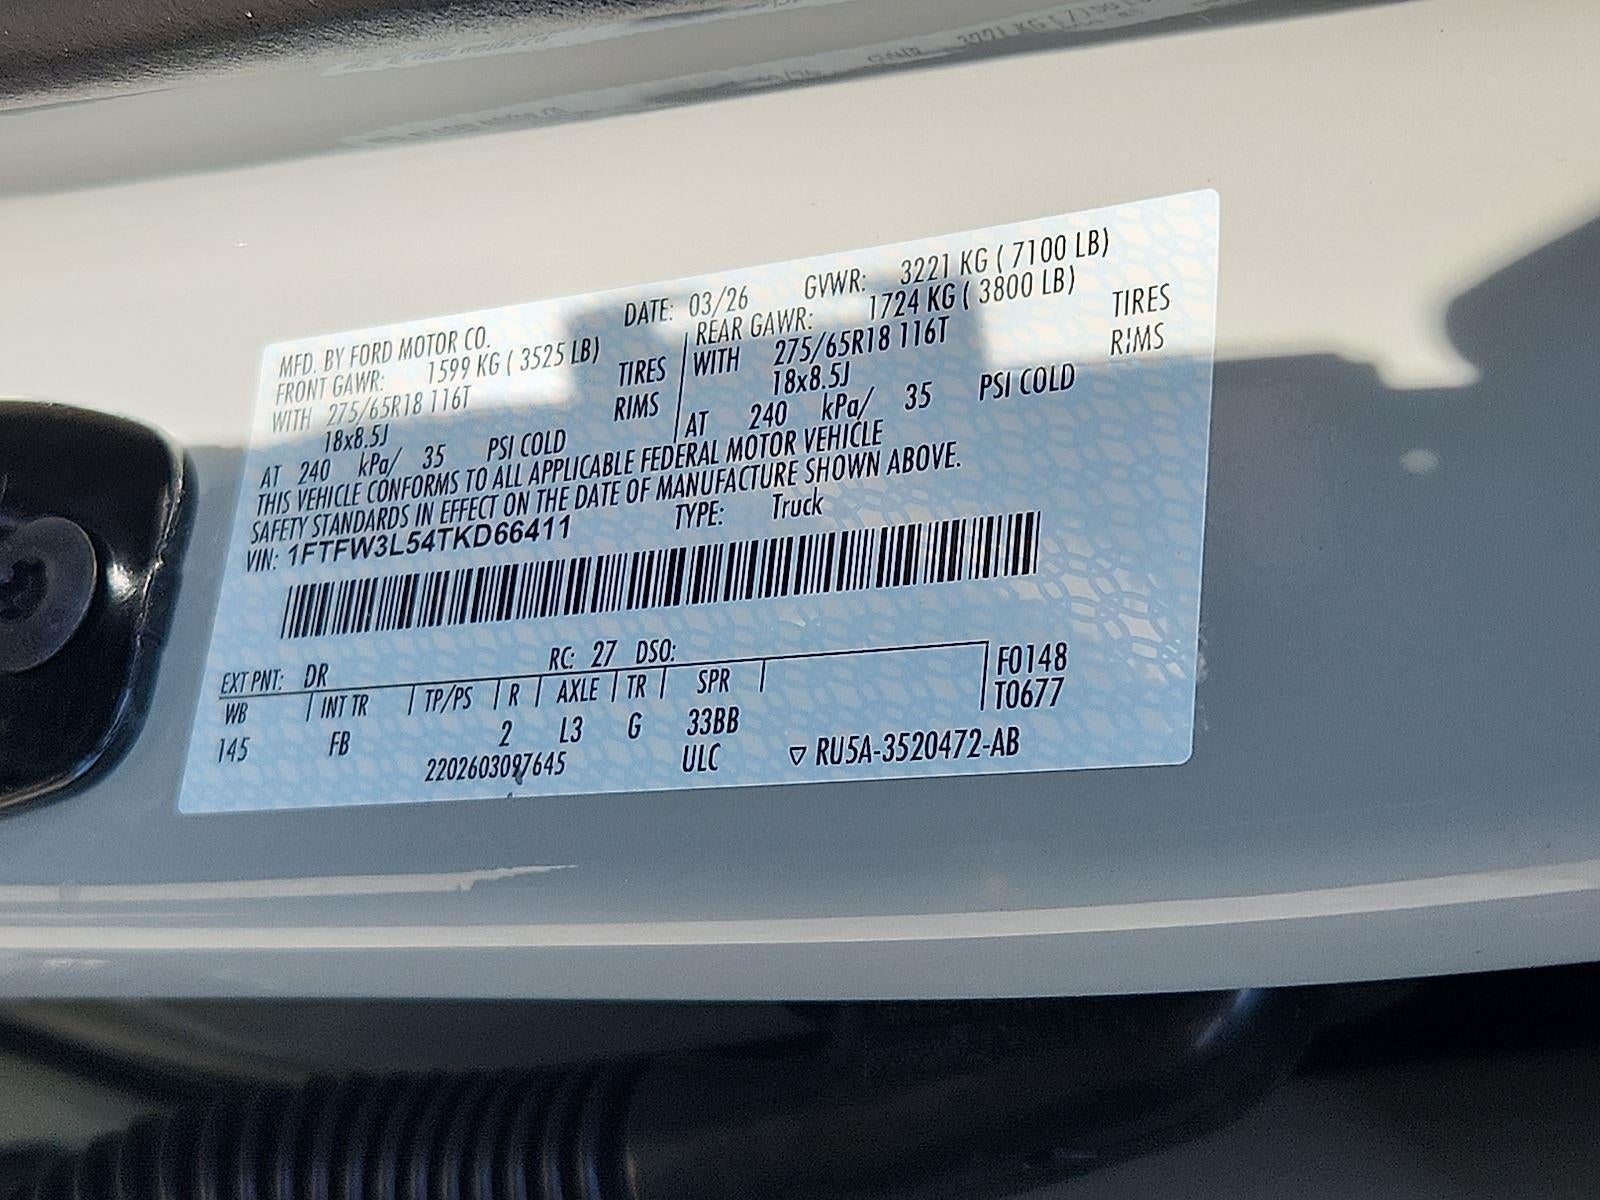 MFD. BY FORD MOTOR CO. DATE: 03/26 GVWR: 3221 KG ( 7100 LB)
FRONT GAWR: 1599 KG ( 3525 LB) REAR GAWR: 1724 KG ( 3800 LB)
WITH 275/65R18 116T TIRES WITH 275/65R18 116T TIRES
18x8.5J RIMS 18x8.5J RIMS
AT 240 kPa/ 35 PSI COLD AT 240 kPa/ 35 PSI COLD
THIS VEHICLE CONFORMS TO ALL APPLICABLE FEDERAL MOTOR VEHICLE
SAFETY STANDARDS IN EFFECT ON THE DATE OF MANUFACTURE SHOWN ABOVE.
VIN: 1FTFW3L54TKD66411 TYPE: Truck
EXT PNT: DR RC: 27 DSO:
WB INT TR TP/PS R AXLE TR SPR F0148
145 FB 2 L3 G 33BB T0677
2202603097645 ULC ▽ RU5A-3520472-AB